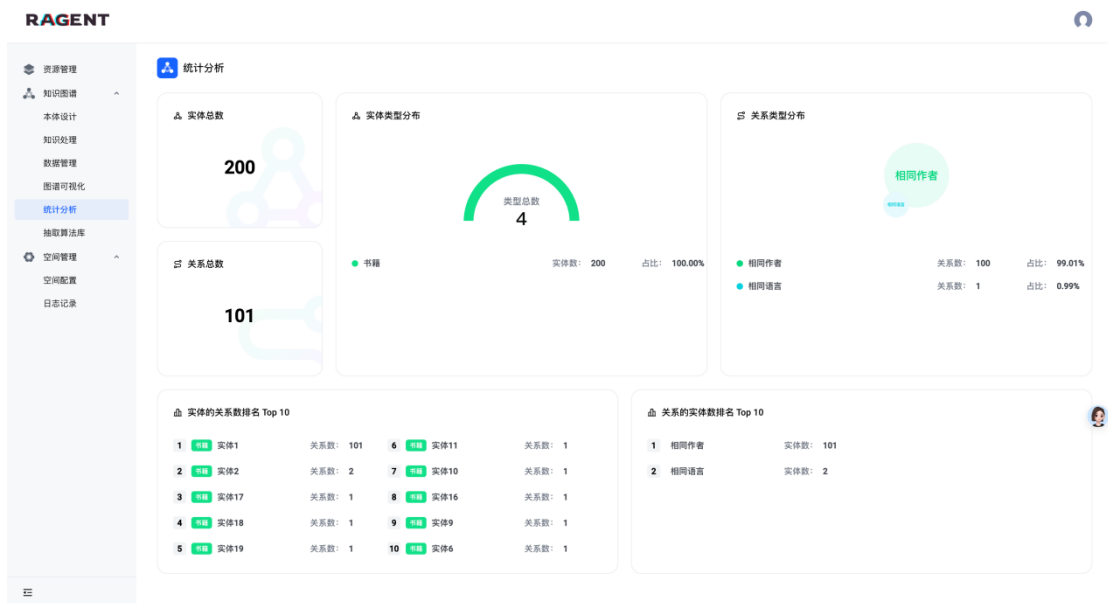 RAGENT
资源管理
知识图谱
本体设计
知识处理
数据管理
图谱可视化
统计分析
抽取算法库
空间管理
空间配置
日志记录
统计分析
实体总数
200
关系总数
101
实体类型分布
类型总数
4
书籍 实体数： 200 占比： 100.00%
关系类型分布
相同作者
相同语言
相同作者 关系数： 100 占比： 99.01%
相同语言 关系数： 1 占比： 0.99%
实体的关系数排名 Top 10
1 书籍 实体1 关系数： 101
2 书籍 实体2 关系数： 2
3 书籍 实体17 关系数： 1
4 书籍 实体18 关系数： 1
5 书籍 实体19 关系数： 1
6 书籍 实体11 关系数： 1
7 书籍 实体10 关系数： 1
8 书籍 实体16 关系数： 1
9 书籍 实体9 关系数： 1
10 书籍 实体6 关系数： 1
关系的实体数排名 Top 10
1 相同作者 实体数： 101
2 相同语言 实体数： 2